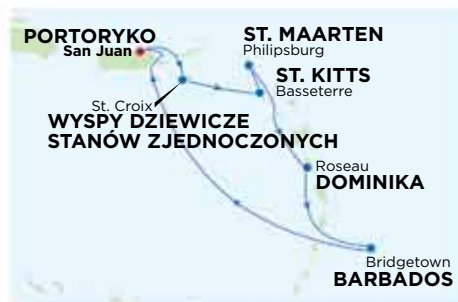 PORTORYKO
San Juan
ST. MAARTEN
Philipsburg
ST. KITTS
Basseterre
St. Croix
WYSPY DZIEWICZE
STANÓW ZJEDNOCZONYCH
Roseau
DOMINIKA
Bridgetown
BARBADOS